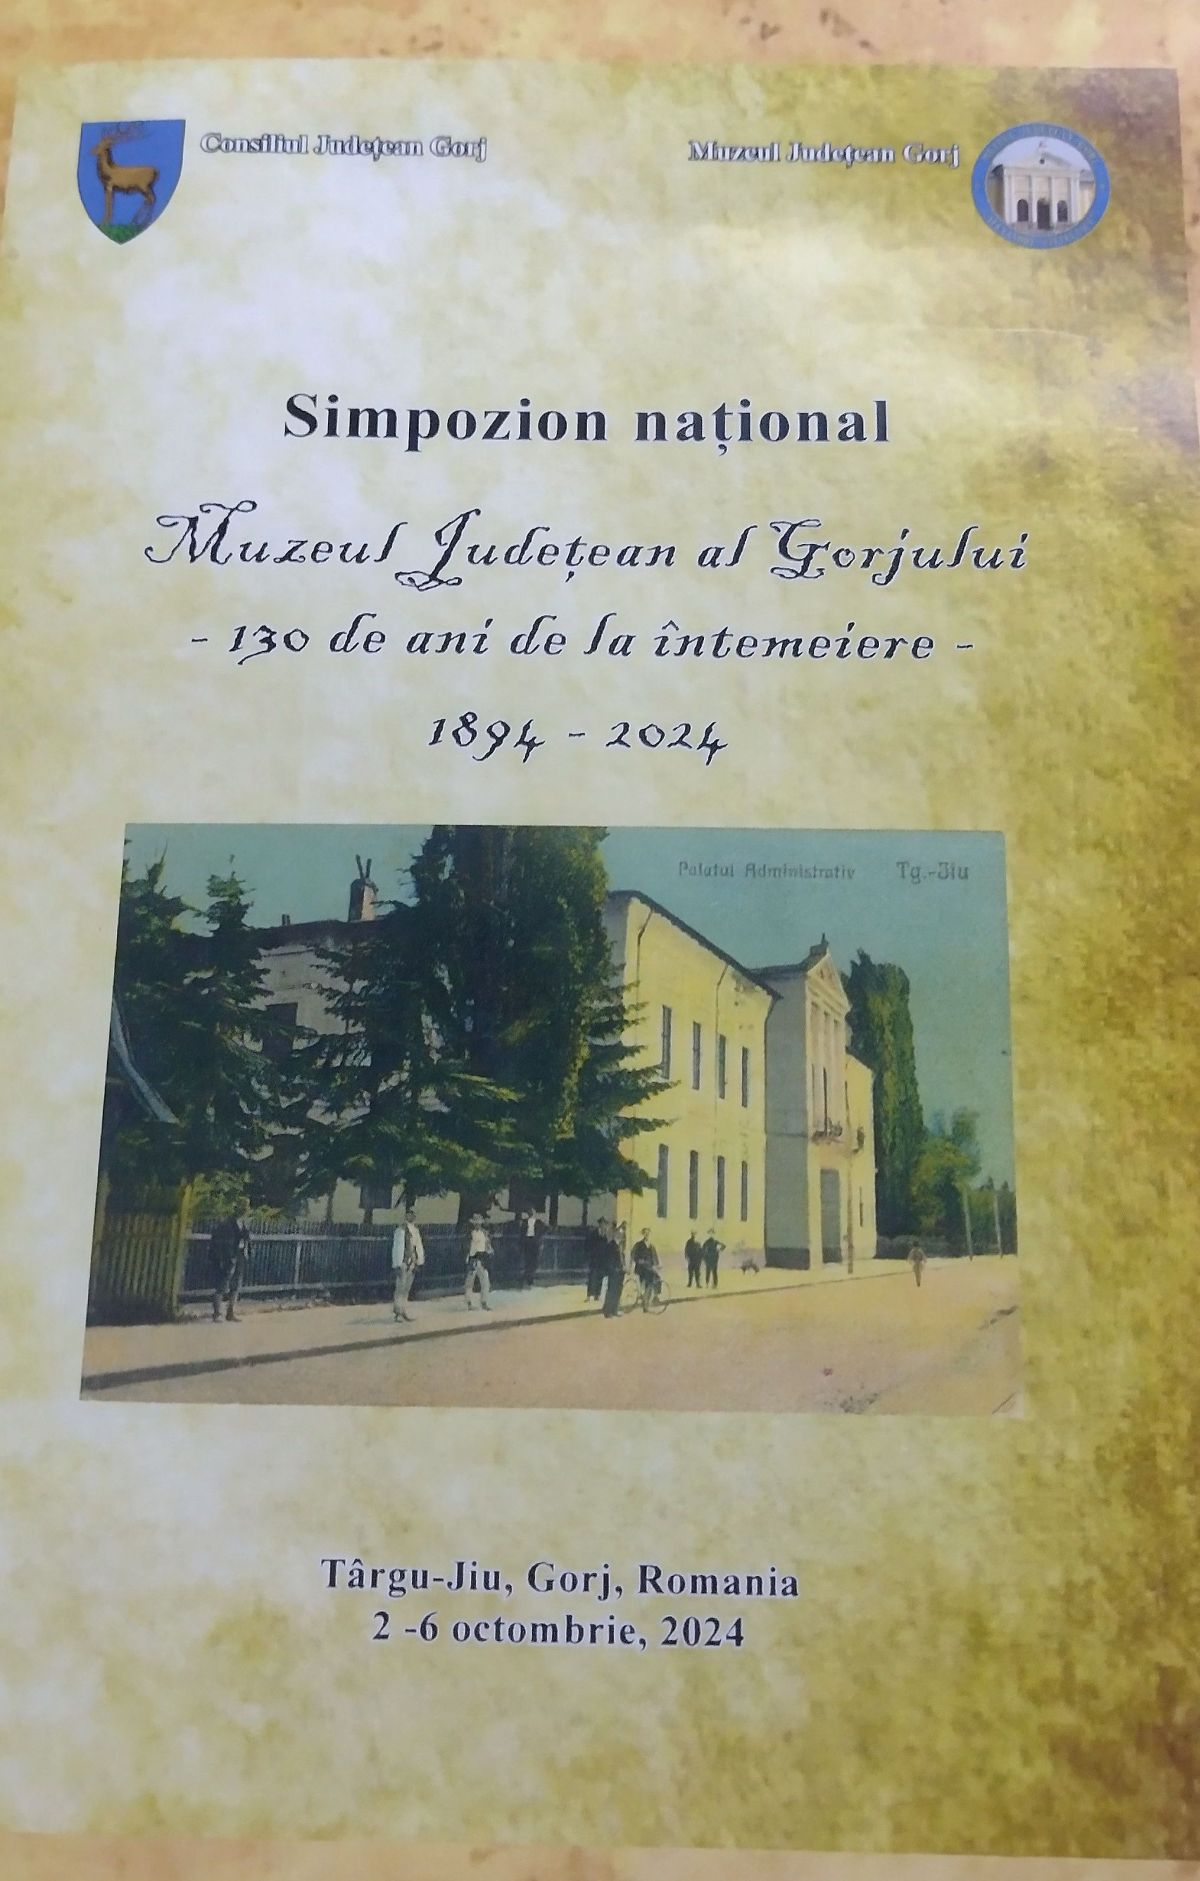 Consiliul Județean Gorj
Muzeul Județean Gorj
Simpozion național
Muzeul Județean al Gorjului
- 130 de ani de la întemeiere -
1894 - 2024
Palatul Administrativ Tg.-Jiu
Târgu-Jiu, Gorj, Romania
2 -6 octombrie, 2024